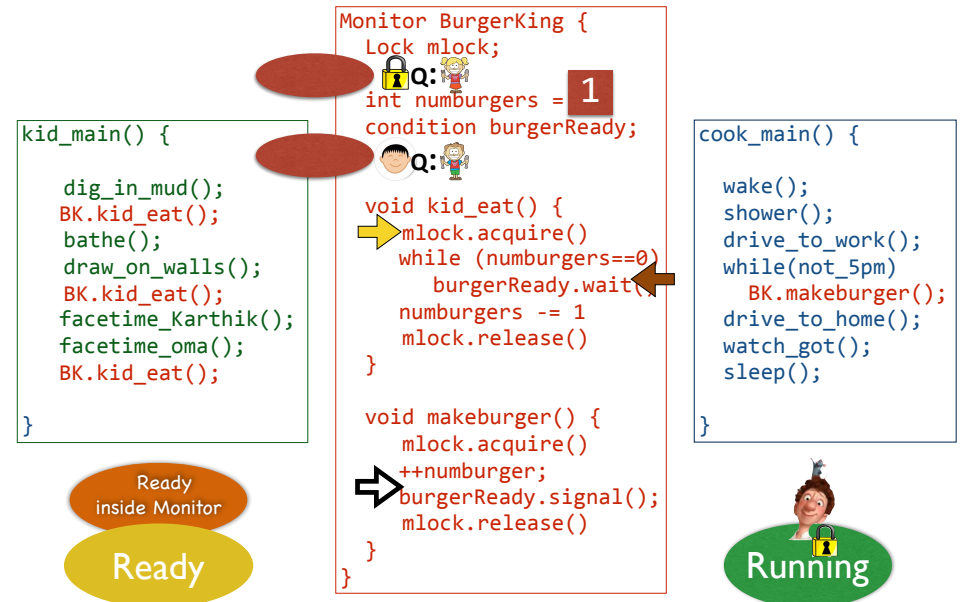 Monitor BurgerKing {
Lock mlock;
Q:
int numburgers = 1
condition burgerReady;
Q:
void kid_eat() {
mlock.acquire()
while (numburgers==0)
burgerReady.wait()
numburgers -= 1
mlock.release()
}
void makeburger() {
mlock.acquire()
++numburger;
burgerReady.signal();
mlock.release()
}
}
kid_main() {
dig_in_mud();
BK.kid_eat();
bathe();
draw_on_walls();
BK.kid_eat();
facetime_Karthik();
facetime_oma();
BK.kid_eat();
}
cook_main() {
wake();
shower();
drive_to_work();
while(not_5pm)
BK.makeburger();
drive_to_home();
watch_got();
sleep();
}
Ready
inside Monitor
Ready
Running